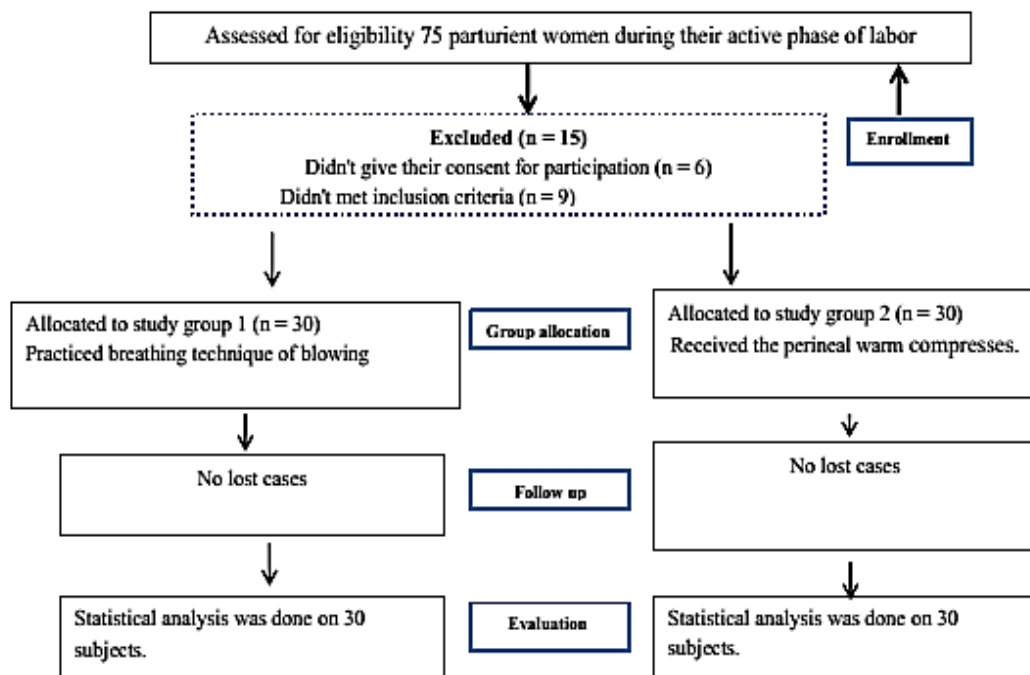 Assessed for eligibility 75 parturient women during their active phase of labor
Excluded (n = 15)
Didn't give their consent for participation (n = 6)
Didn't met inclusion criteria (n = 9)
Enrollment
Allocated to study group 1 (n = 30)
Practiced breathing technique of blowing
Group allocation
Allocated to study group 2 (n = 30)
Received the perineal warm compresses.
No lost cases
Follow up
No lost cases
Statistical analysis was done on 30
subjects.
Evaluation
Statistical analysis was done on 30
subjects.